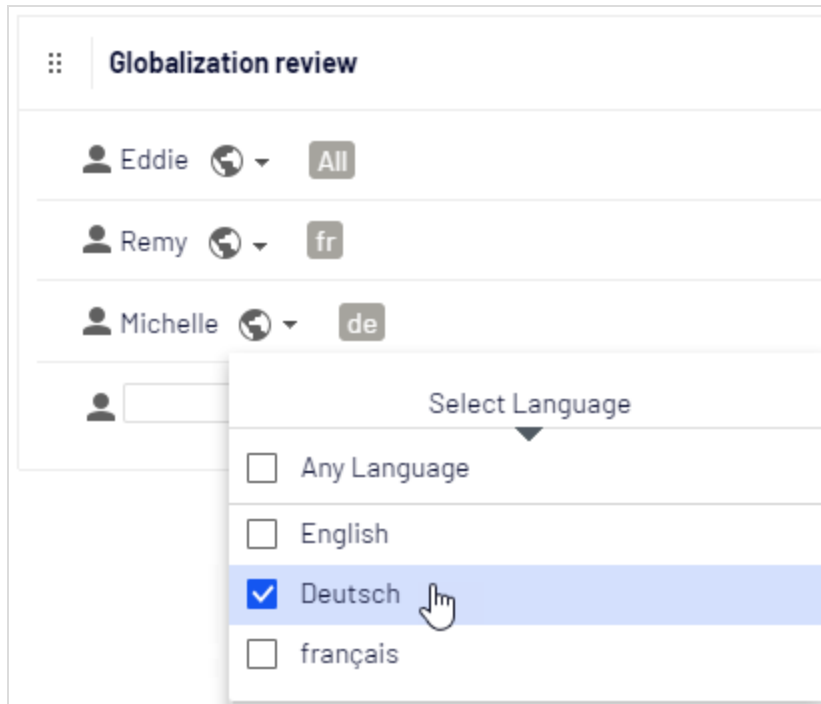 Globalization review
Eddie All
Remy fr
Michelle de
Select Language
Any Language
English
Deutsch
français